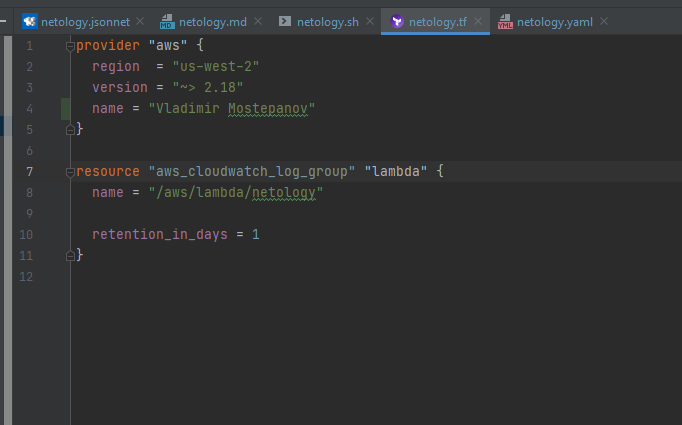 netology.jsonnet netology.md netology.sh netology.tf netology.yaml
1 provider "aws" {
2   region  = "us-west-2"
3   version = "~> 2.18"
4   name = "Vladimir Mostepanov"
5 }
6
7 resource "aws_cloudwatch_log_group" "lambda" {
8   name = "/aws/lambda/netology"
9
10   retention_in_days = 1
11 }
12